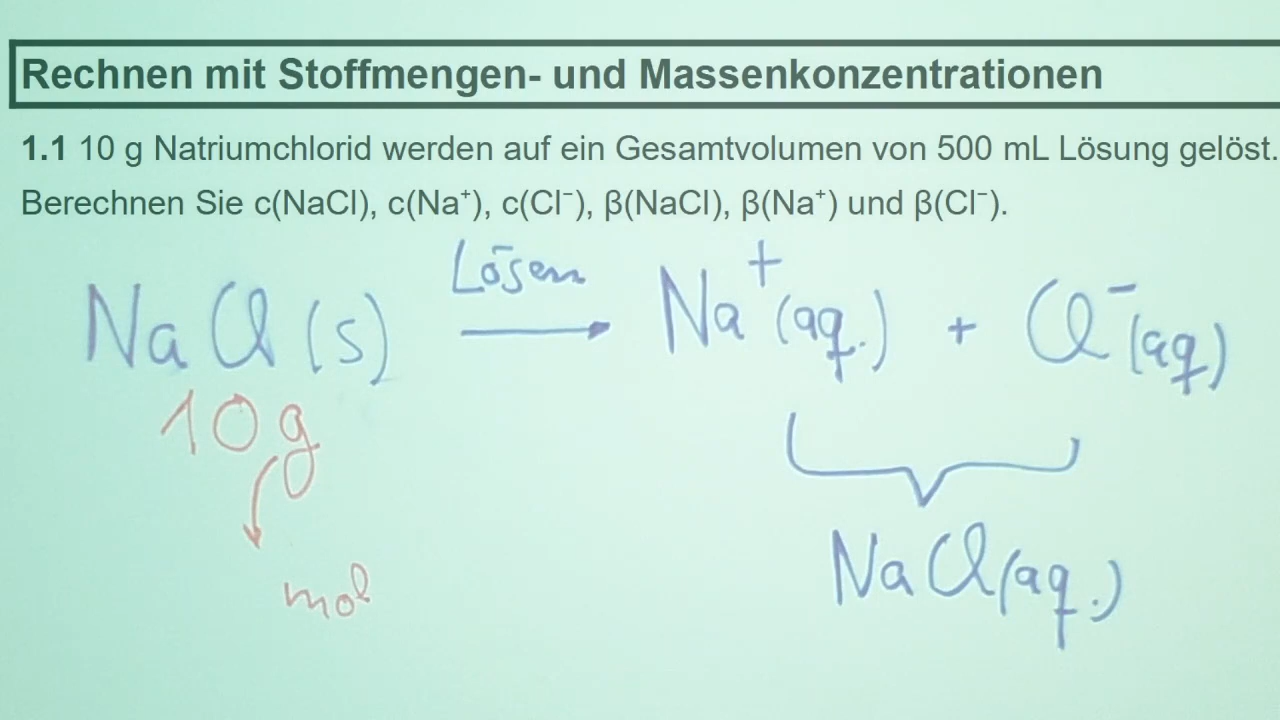 Rechnen mit Stoffmengen- und Massenkonzentrationen
1.1 10 g Natriumchlorid werden auf ein Gesamtvolumen von 500 mL Lösung gelöst.
Berechnen Sie c(NaCl), c(Na⁺), c(Cl⁻), β(NaCl), β(Na⁺) und β(Cl⁻).
Lösen
NaCl(s) → Na⁺(aq.) + Cl⁻(aq)
10g
NaCl(aq.)
mol